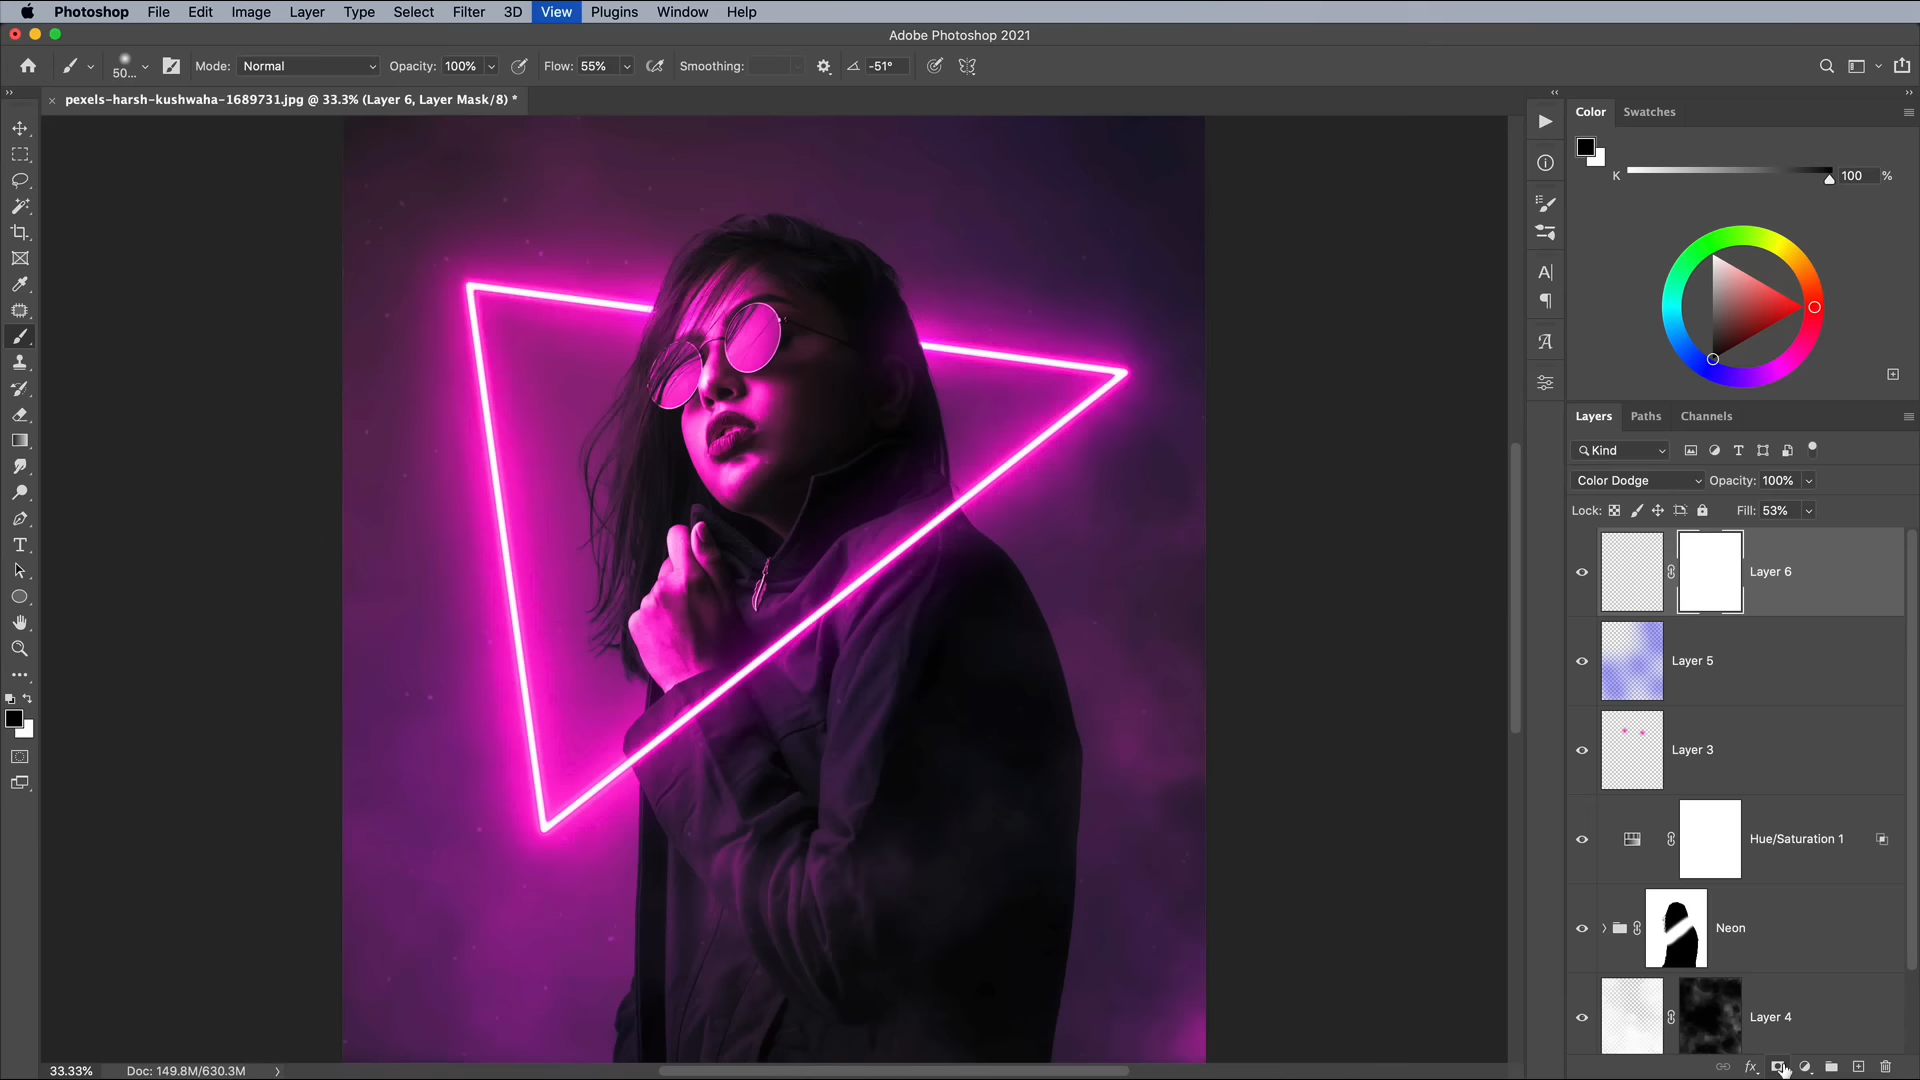 Photoshop File Edit Image Layer Type Select Filter 3D View Plugins Window Help
Adobe Photoshop 2021
50... Mode: Normal Opacity: 100% Flow: 55% Smoothing: -51°
pexels-harsh-kushwaha-1689731.jpg @ 33.3% (Layer 6, Layer Mask/8) *
Color Swatches
K 100 %
Layers Paths Channels
Kind
Color Dodge Opacity: 100%
Lock: Fill: 53%
Layer 6
Layer 5
Layer 3
Hue/Saturation 1
Neon
Layer 4
33.33% Doc: 149.8M/630.3M
fx